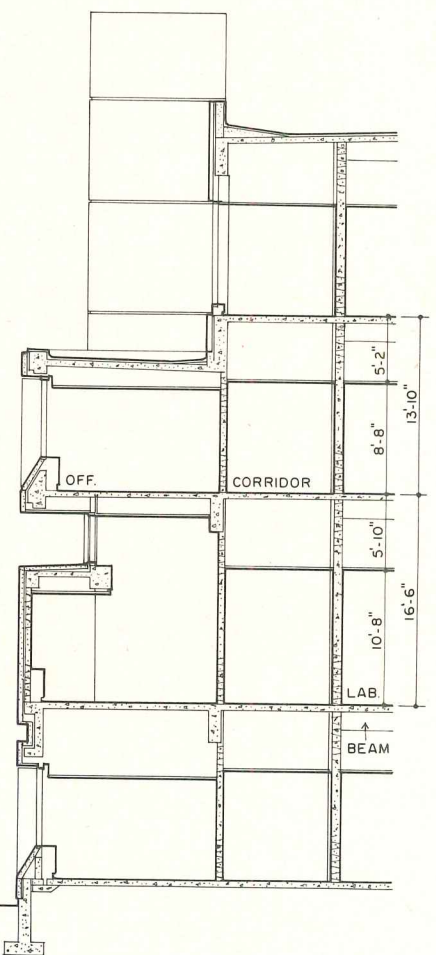 5'-2"
13'-10"
8'-8"
OFF.
CORRIDOR
5'-10"
16'-6"
10'-8"
LAB.
BEAM